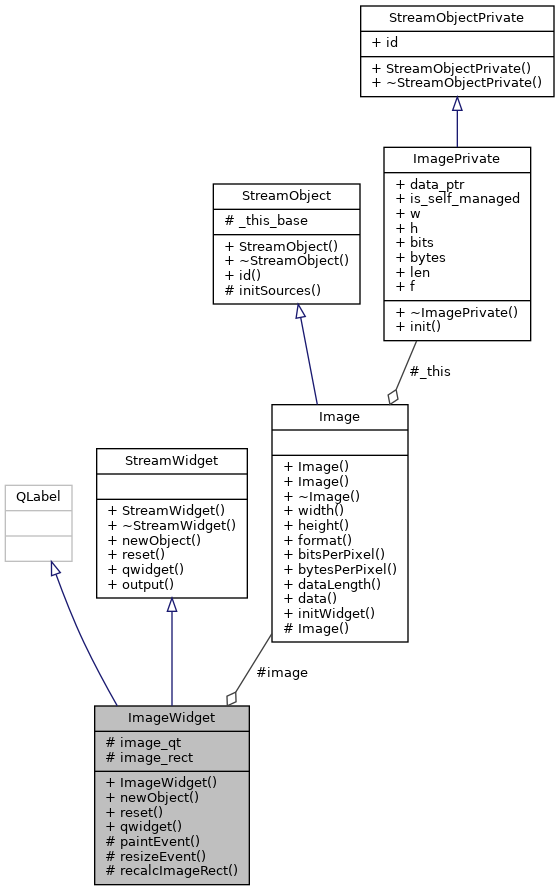 StreamObjectPrivate
+ id
+ StreamObjectPrivate()
+ ~StreamObjectPrivate()
ImagePrivate
+ data_ptr
+ is_self_managed
+ w
+ h
+ bits
+ bytes
+ len
+ f
+ ~ImagePrivate()
+ init()
StreamObject
# _this_base
+ StreamObject()
+ ~StreamObject()
+ id()
# initSources()
#_this
Image
+ Image()
+ Image()
+ ~Image()
+ width()
+ height()
+ format()
+ bitsPerPixel()
+ bytesPerPixel()
+ dataLength()
+ data()
+ initWidget()
# Image()
StreamWidget
+ StreamWidget()
+ ~StreamWidget()
+ newObject()
+ reset()
+ qwidget()
+ output()
QLabel
#image
ImageWidget
# image_qt
# image_rect
+ ImageWidget()
+ newObject()
+ reset()
+ qwidget()
# paintEvent()
# resizeEvent()
# recalcImageRect()